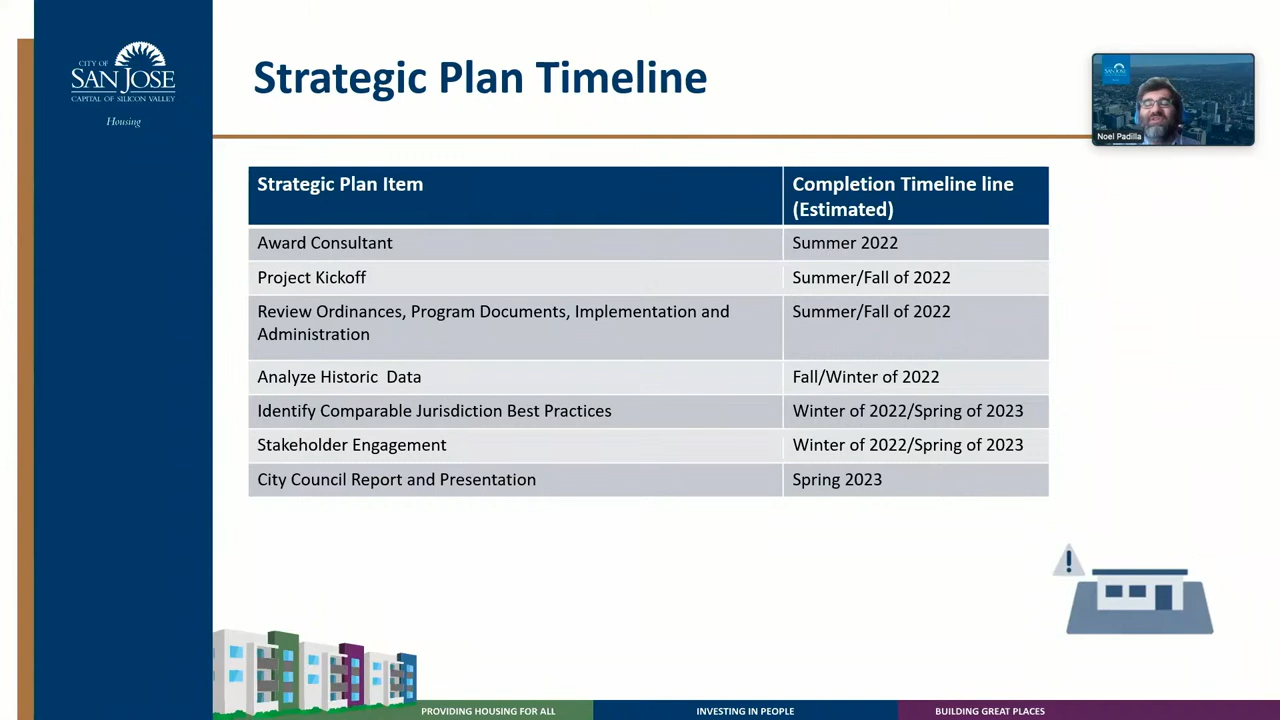 CITY OF
SAN JOSE
CAPITAL OF SILICON VALLEY
Housing
Strategic Plan Timeline
Noel Padilla
Strategic Plan Item
Completion Timeline line
(Estimated)
Award Consultant
Summer 2022
Project Kickoff
Summer/Fall of 2022
Review Ordinances, Program Documents, Implementation and
Administration
Summer/Fall of 2022
Analyze Historic Data
Fall/Winter of 2022
Identify Comparable Jurisdiction Best Practices
Winter of 2022/Spring of 2023
Stakeholder Engagement
Winter of 2022/Spring of 2023
City Council Report and Presentation
Spring 2023
!
PROVIDING HOUSING FOR ALL
INVESTING IN PEOPLE
BUILDING GREAT PLACES